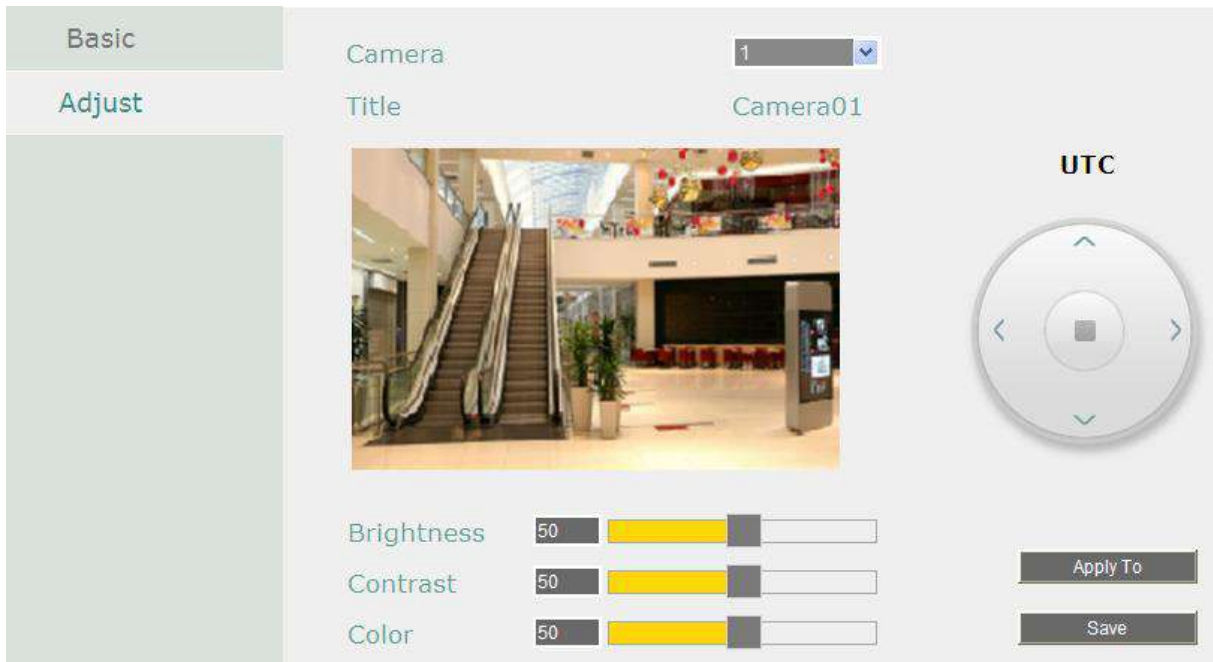 Basic
Adjust
Camera
1
Title
Camera01
UTC
Brightness
50
Contrast
50
Color
50
Apply To
Save